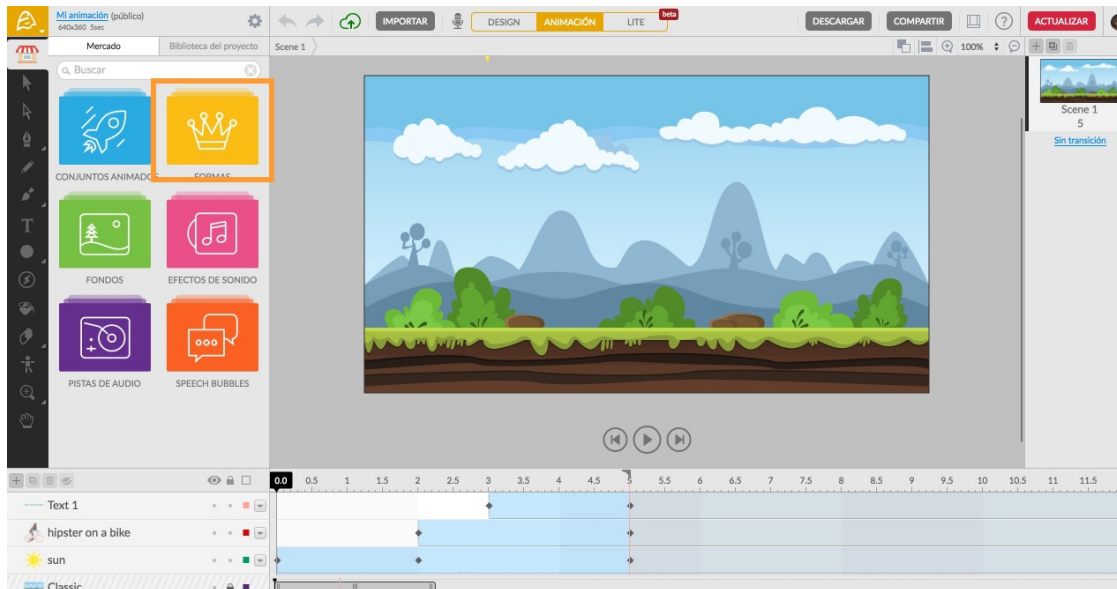 Mi animación (público)
640x360 5sec
IMPORTAR
DESIGN ANIMACIÓN LITE beta
DESCARGAR COMPARTIR ? ACTUALIZAR
Mercado Biblioteca del proyecto Scene 1
100%
Buscar
CONJUNTOS ANIMADOS FORMAS
FONDOS EFECTOS DE SONIDO
PISTAS DE AUDIO SPEECH BUBBLES
T
Scene 1
5
Sin transición
0.0 0.5 1 1.5 2 2.5 3 3.5 4 4.5 5 5.5 6 6.5 7 7.5 8 8.5 9 9.5 10 10.5 11 11.5
Text 1
hipster on a bike
sun
Classic